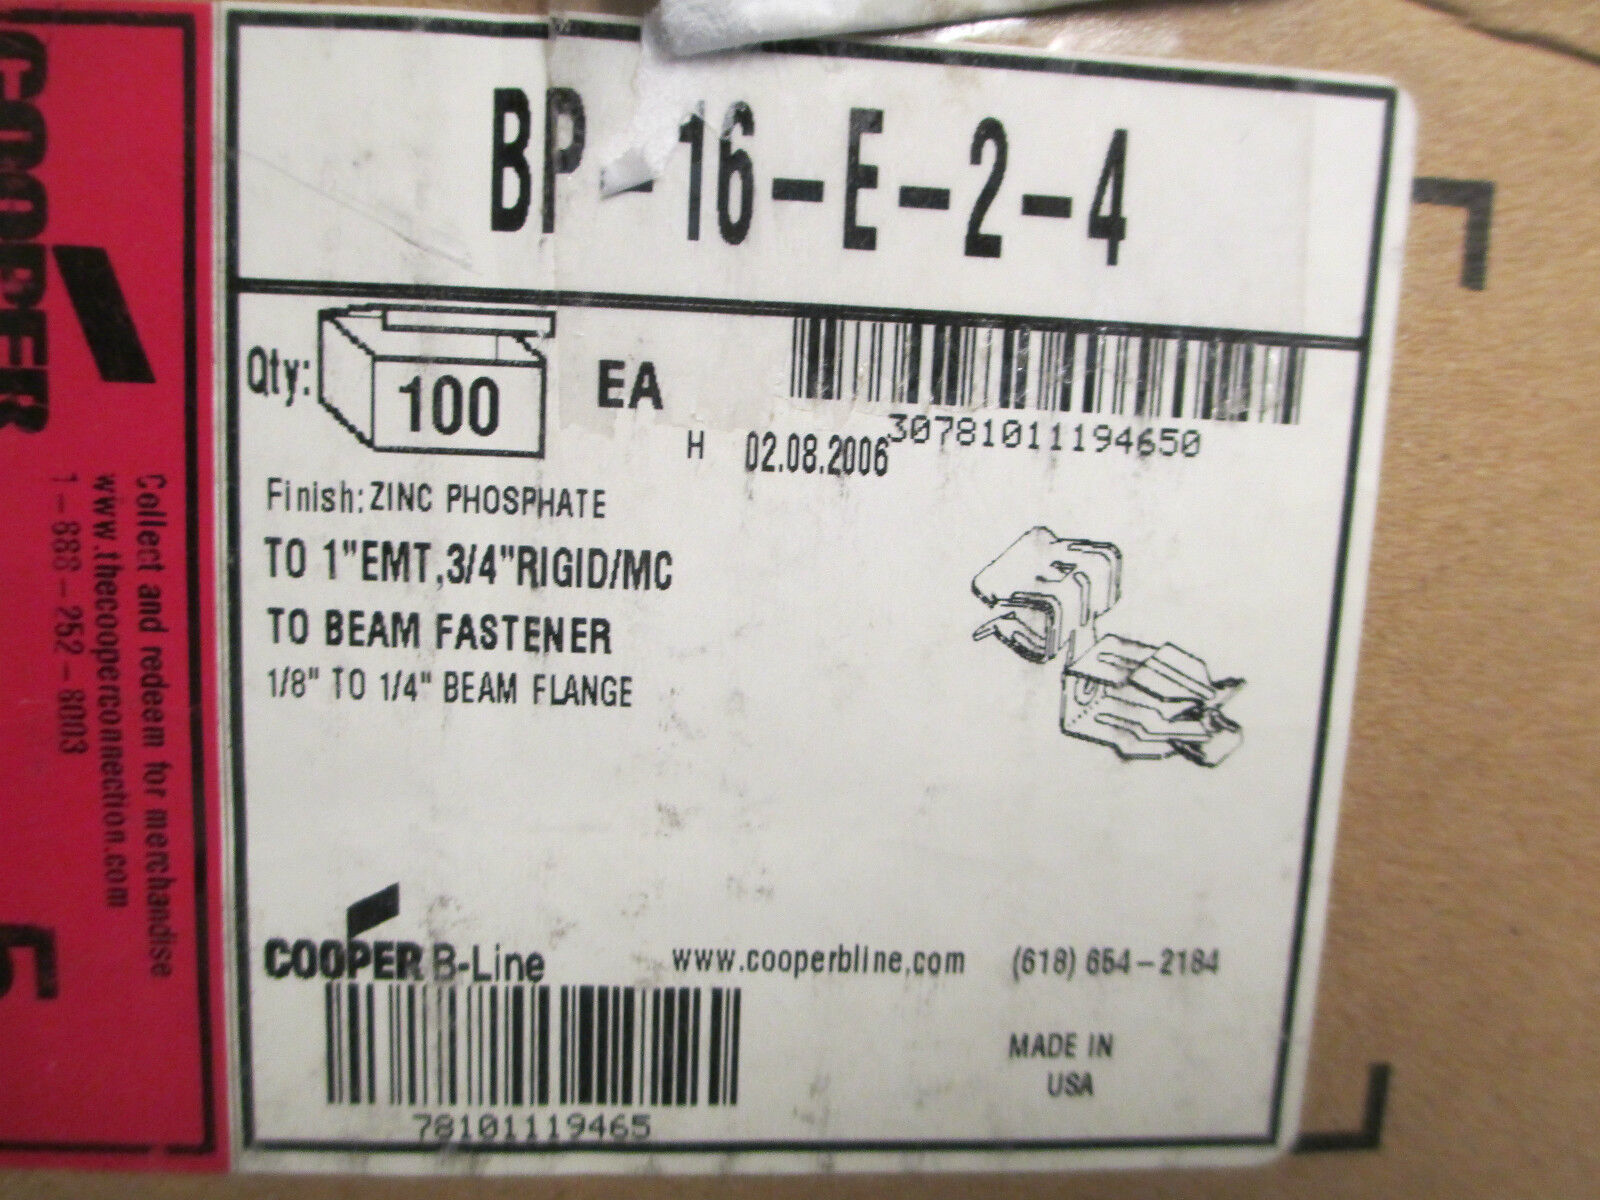 BP-16-E-2-4
Qty: 100 EA
30781011194650
H 02.08.2006
Finish: ZINC PHOSPHATE
TO 1"EMT,3/4"RIGID/MC
TO BEAM FASTENER
1/8" TO 1/4" BEAM FLANGE
COOPER B-Line
www.cooperbline.com (618) 654-2184
78101119465
MADE IN
USA
COOPER
Collect and redeem for merchandise
www.thecooperconnection.com
1-888-252-8003
5